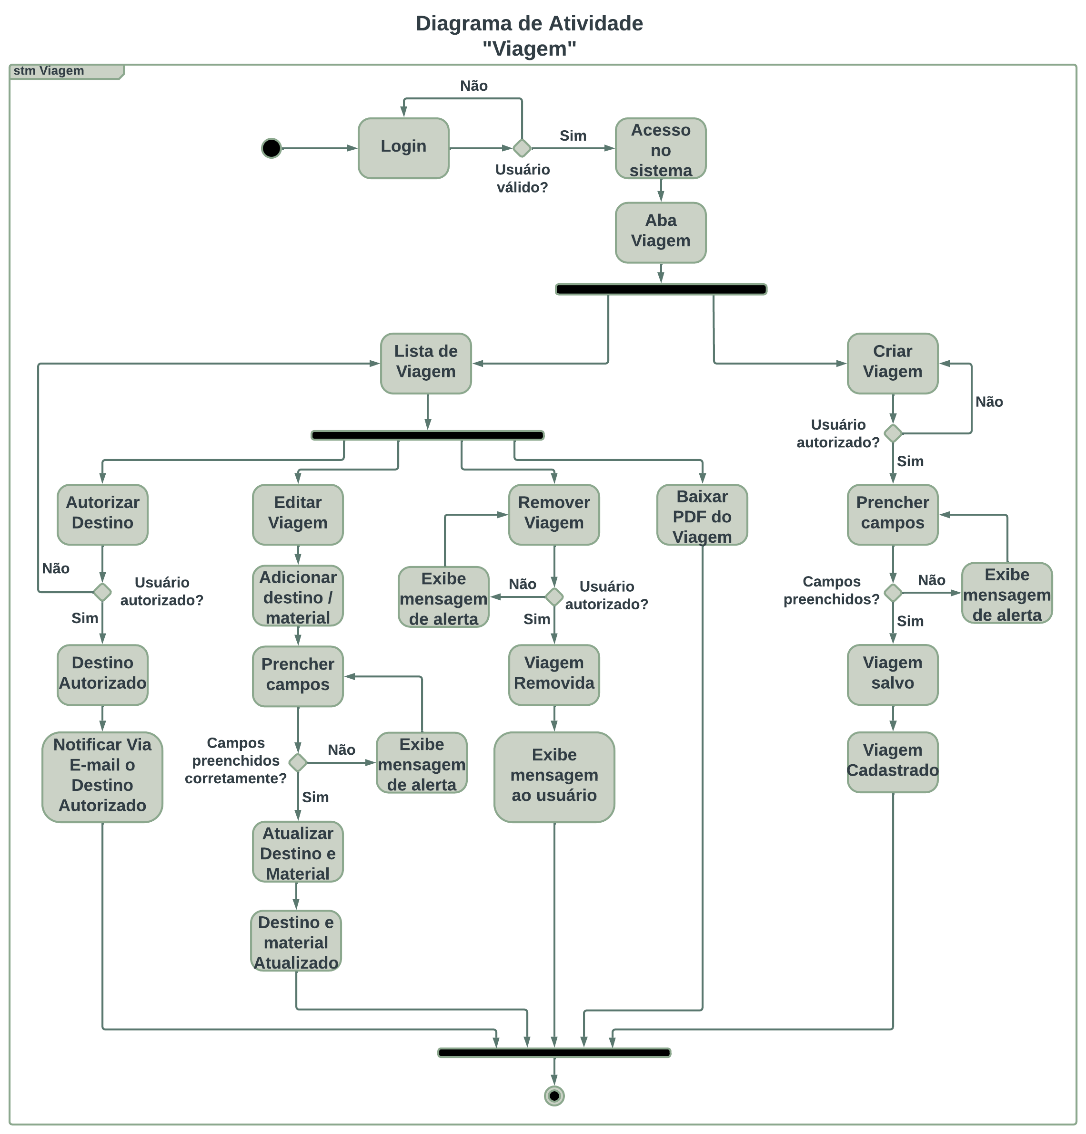 Diagrama de Atividade
"Viagem"
stm Viagem
Não
Login
Sim
Usuário
válido?
Acesso
no
sistema
Aba
Viagem
Lista de
Viagem
Criar
Viagem
Não
Usuário
autorizado?
Sim
Autorizar
Destino
Não
Usuário
autorizado?
Sim
Destino
Autorizado
Notificar Via
E-mail o
Destino
Autorizado
Editar
Viagem
Adicionar
destino /
material
Prencher
campos
Campos
preenchidos
corretamente?
Não
Exibe
mensagem
de alerta
Sim
Atualizar
Destino e
Material
Destino e
material
Atualizado
Remover
Viagem
Exibe
mensagem
de alerta
Não
Usuário
autorizado?
Sim
Viagem
Removida
Exibe
mensagem
ao usuário
Baixar
PDF do
Viagem
Prencher
campos
Campos
preenchidos?
Não
Exibe
mensagem
de alerta
Sim
Viagem
salvo
Viagem
Cadastrado